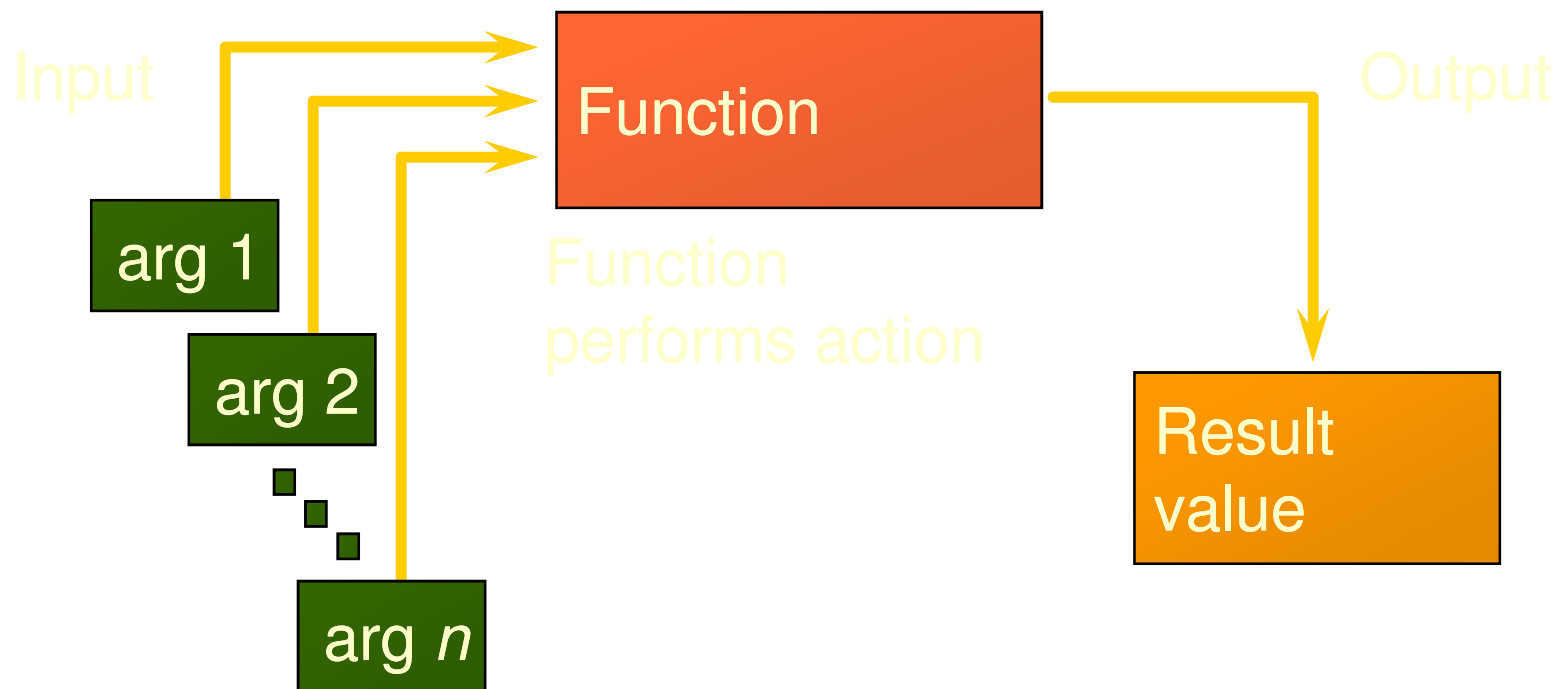 Input
Function
Output
arg 1
Function
performs action
arg 2
Result
value
arg n